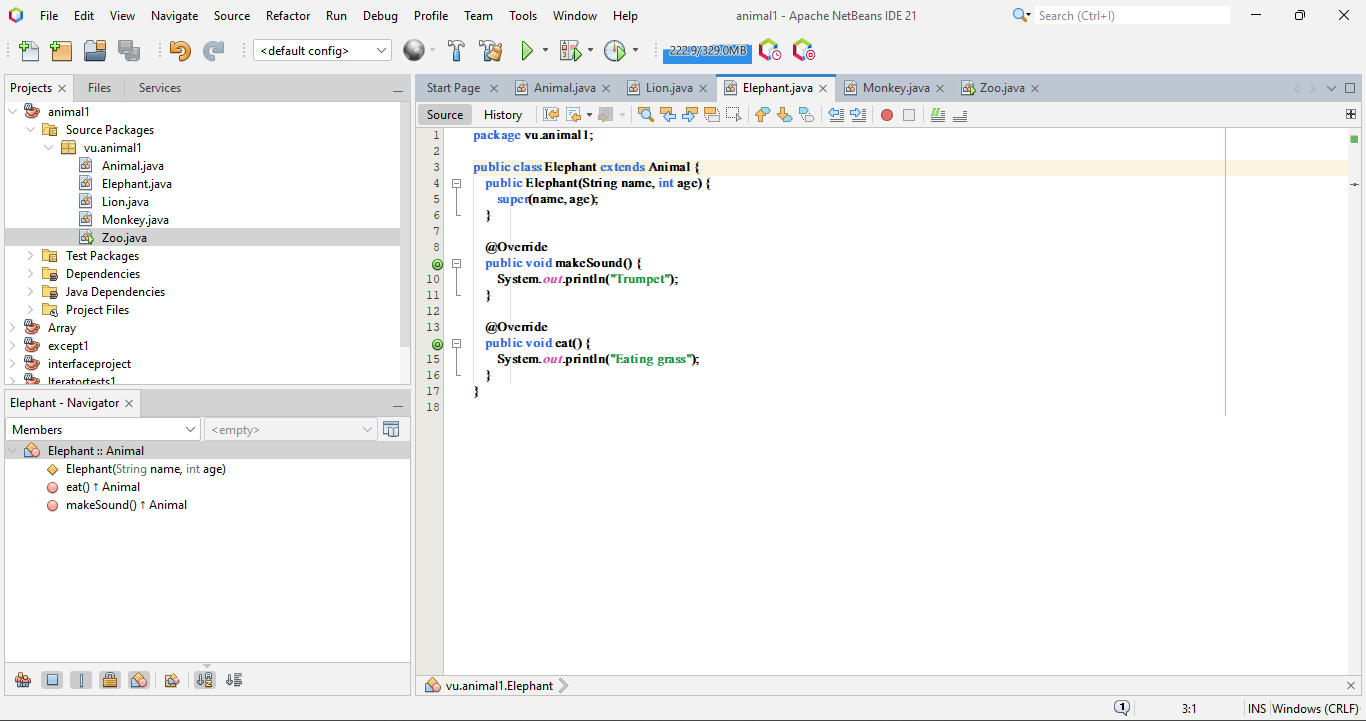 File Edit View Navigate Source Refactor Run Debug Profile Team Tools Window Help animal1 - Apache NetBeans IDE 21 Search (Ctrl+I)
<default config> 222.9/329.0MB
Projects Files Services
animal1
Source Packages
vu.animal1
Animal.java
Elephant.java
Lion.java
Monkey.java
Zoo.java
Test Packages
Dependencies
Java Dependencies
Project Files
Array
except1
interfaceproject
Iteratortests1
Elephant - Navigator
Members <empty>
Elephant :: Animal
Elephant(String name, int age)
eat() ↑ Animal
makeSound() ↑ Animal
Start Page Animal.java Lion.java Elephant.java Monkey.java Zoo.java
Source History
1 package vu.animal1;
2
3 public class Elephant extends Animal {
4 public Elephant(String name, int age) {
5 super(name, age);
6 }
7
8 @Override
public void makeSound() {
10 System.out.println("Trumpet");
11 }
12
13 @Override
public void eat() {
15 System.out.println("Eating grass");
16 }
17 }
18
vu.animal1.Elephant
1 3:1 INS Windows (CRLF)